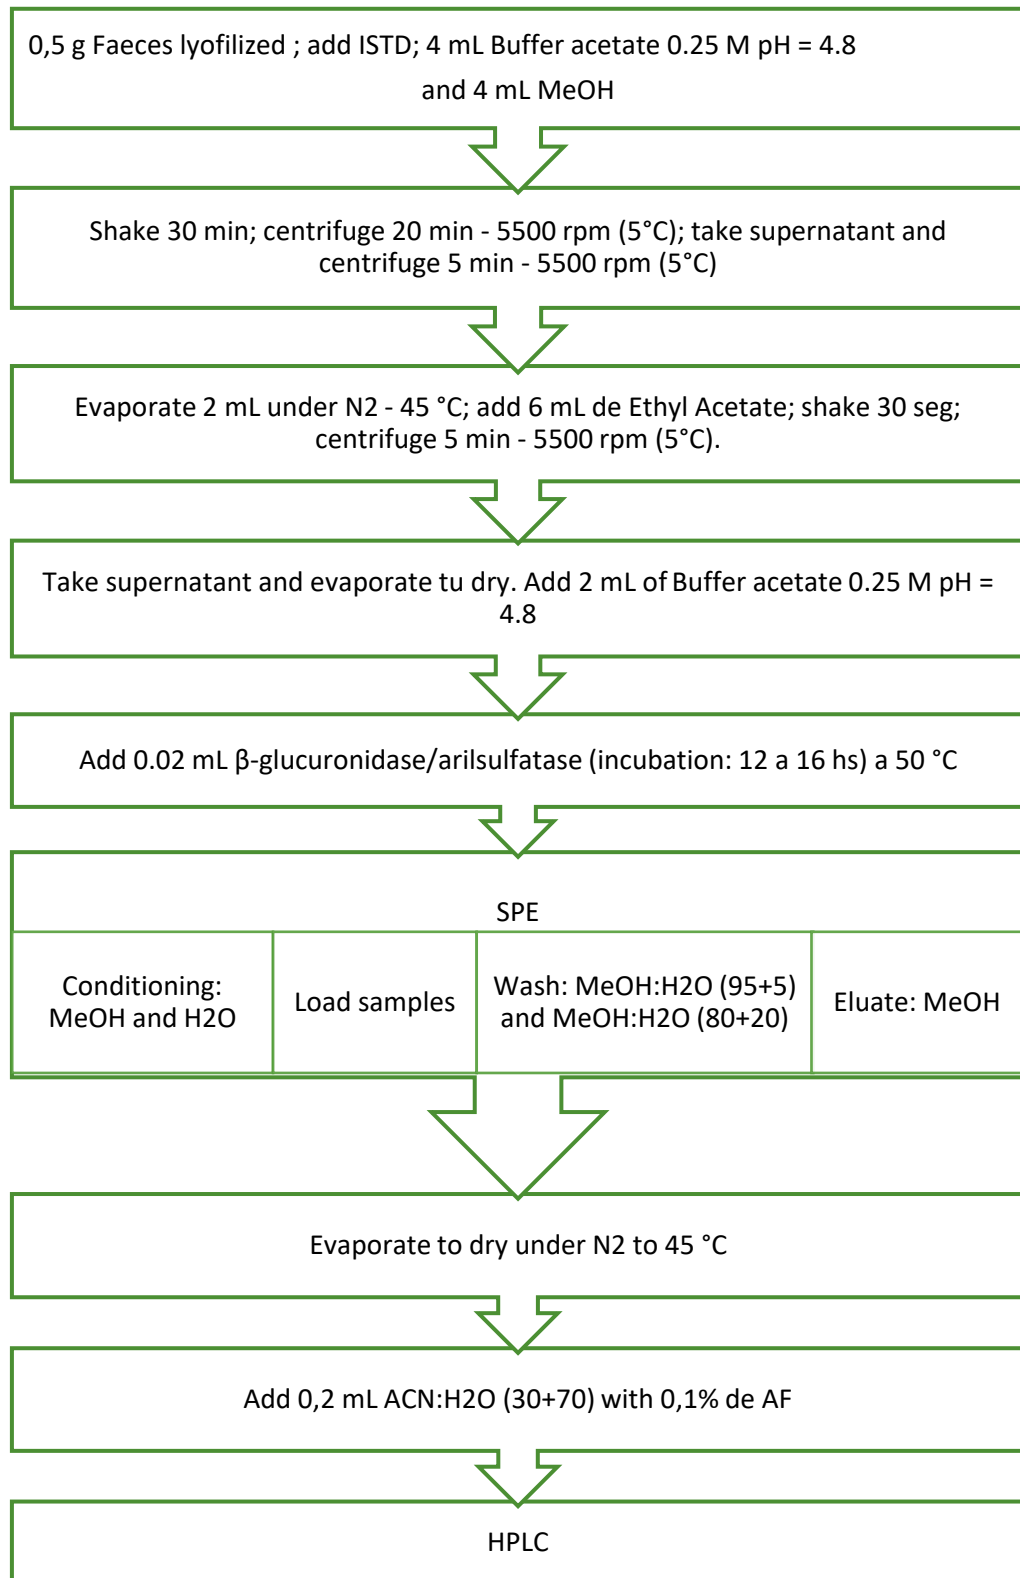 0,5 g Faeces lyofilized ; add ISTD; 4 mL Buffer acetate 0.25 M pH = 4.8
and 4 mL MeOH
Shake 30 min; centrifuge 20 min - 5500 rpm (5°C); take supernatant and
centrifuge 5 min - 5500 rpm (5°C)
Evaporate 2 mL under N2 - 45 °C; add 6 mL de Ethyl Acetate; shake 30 seg;
centrifuge 5 min - 5500 rpm (5°C).
Take supernatant and evaporate tu dry. Add 2 mL of Buffer acetate 0.25 M pH =
4.8
Add 0.02 mL β-glucuronidase/arilsulfatase (incubation: 12 a 16 hs) a 50 °C
SPE
Conditioning:
MeOH and H2O
Load samples
Wash: MeOH:H2O (95+5)
and MeOH:H2O (80+20)
Eluate: MeOH
Evaporate to dry under N2 to 45 °C
Add 0,2 mL ACN:H2O (30+70) with 0,1% de AF
HPLC